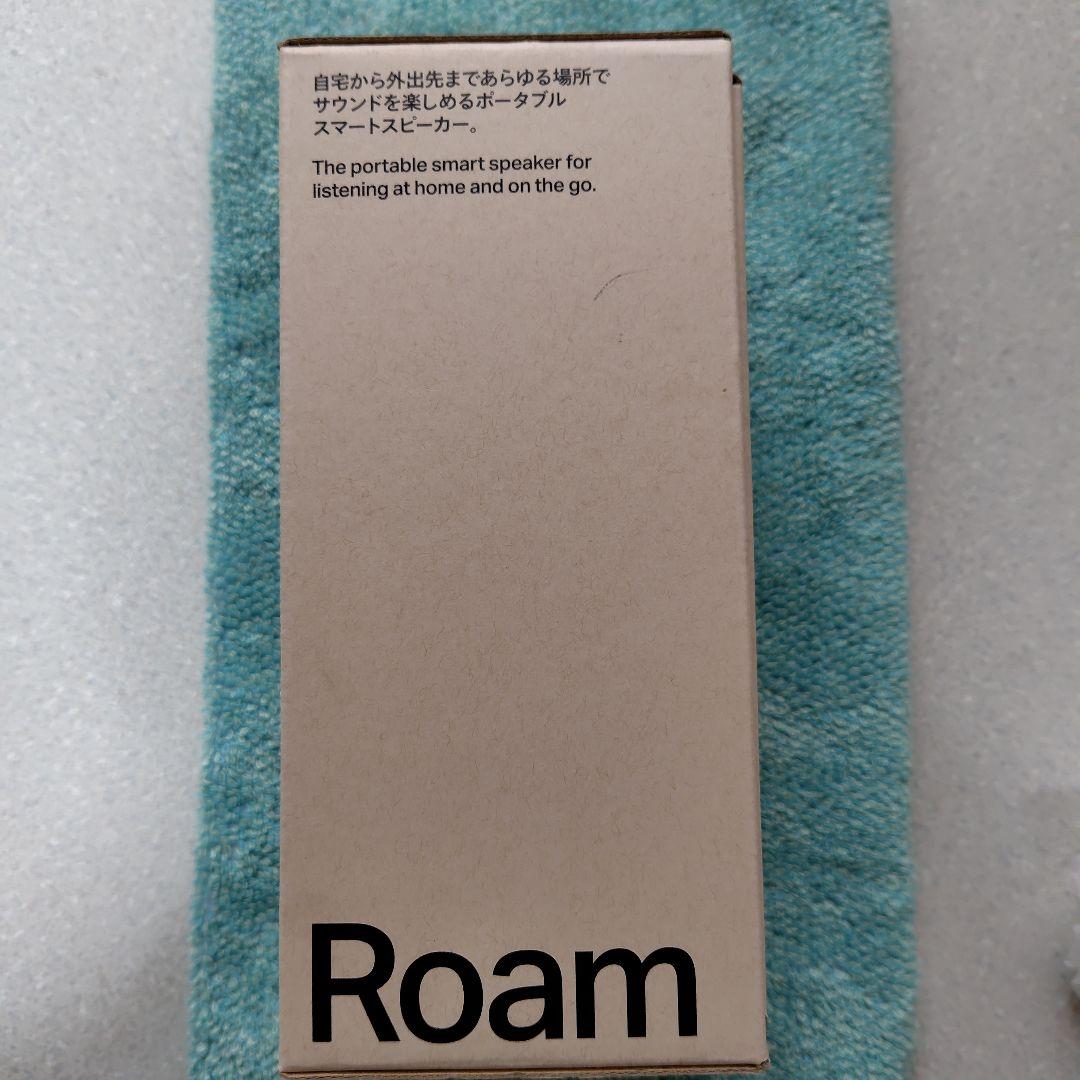 自宅から外出先まであらゆる場所で
サウンドを楽しめるポータブル
スマートスピーカー。
The portable smart speaker for
listening at home and on the go.
Roam